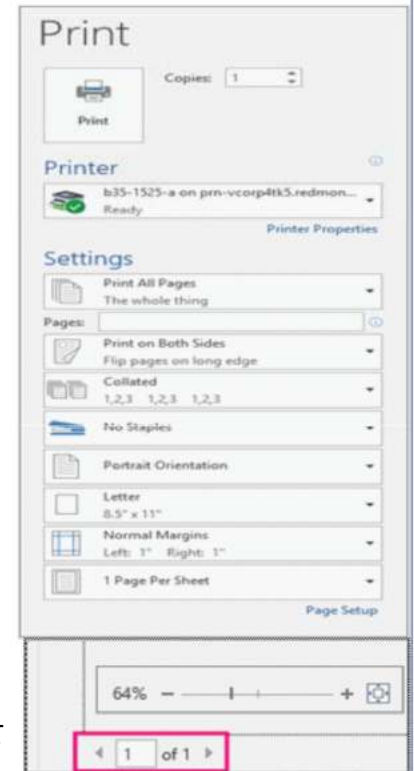 Print
Copies: 1
Print
Printer
b35-1525-a on prn-vcorp4tk5.redmon...
Ready
Printer Properties
Settings
Print All Pages
The whole thing
Pages:
Print on Both Sides
Flip pages on long edge
Collated
1,2,3 1,2,3 1,2,3
No Staples
Portrait Orientation
Letter
8.5" x 11"
Normal Margins
Left: 1" Right: 1"
1 Page Per Sheet
Page Setup
64%
1 of 1